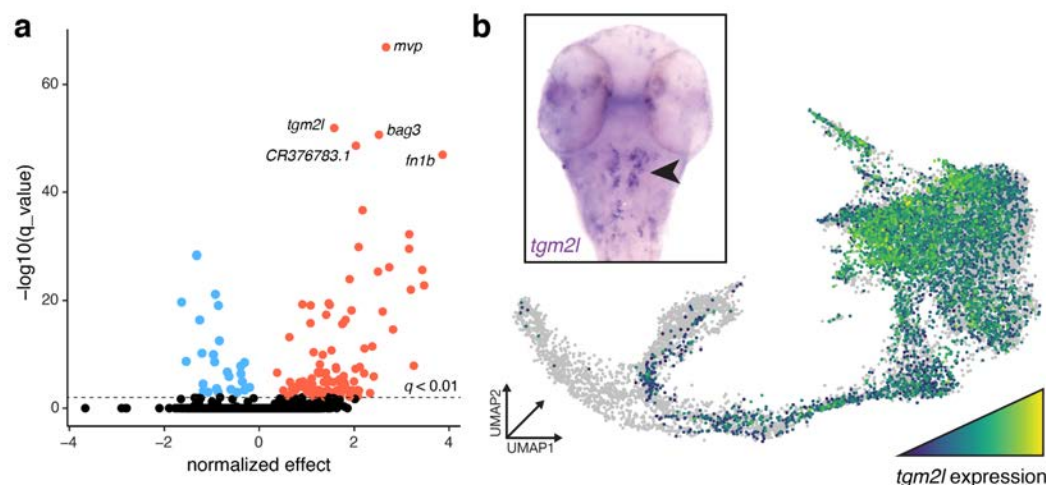 a
b
60
40
20
0
−log10(q_value)
mvp
tgm2l
bag3
CR376783.1
fn1b
q < 0.01
−4
−2
0
2
4
normalized effect
tgm2l
UMAP2
UMAP1
tgm2l expression